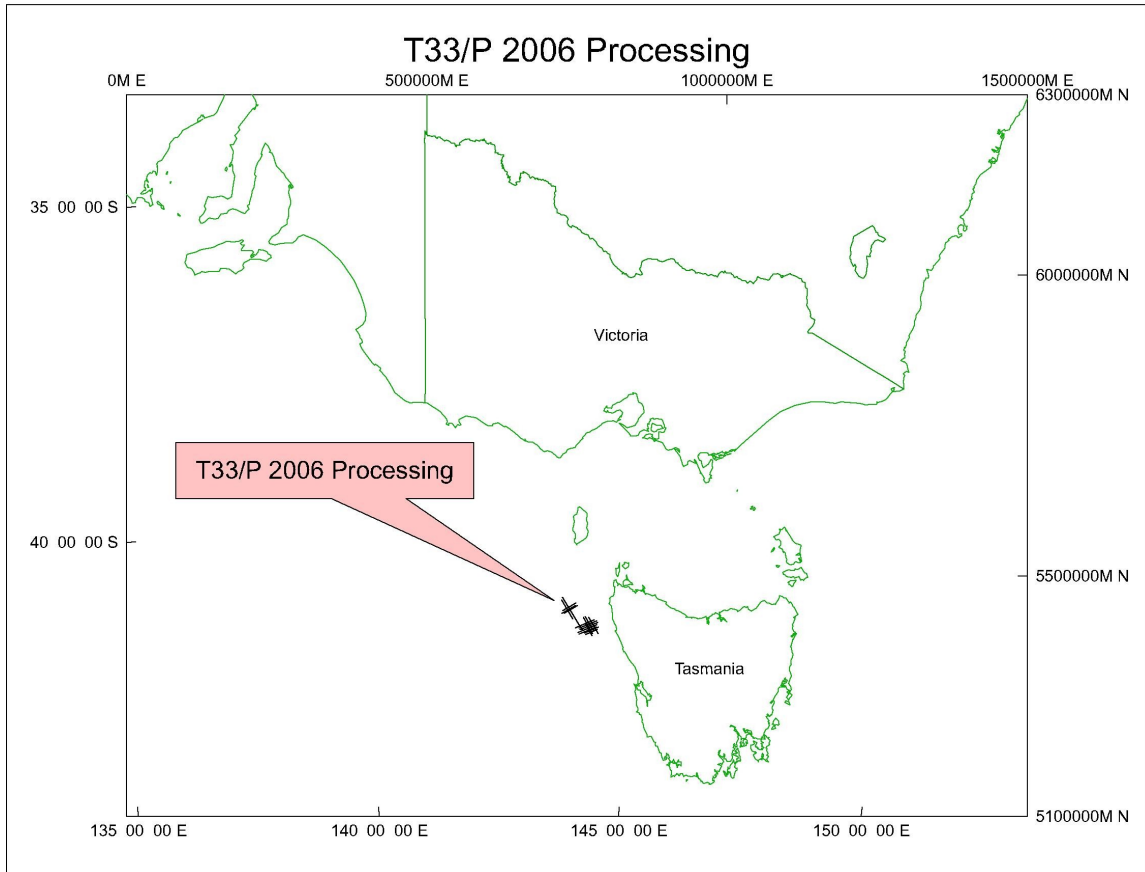 T33/P 2006 Processing
0M E
500000M E
1000000M E
1500000M E
6300000M N
35 00 00 S
6000000M N
Victoria
T33/P 2006 Processing
40 00 00 S
5500000M N
Tasmania
135 00 00 E
140 00 00 E
145 00 00 E
150 00 00 E
5100000M N